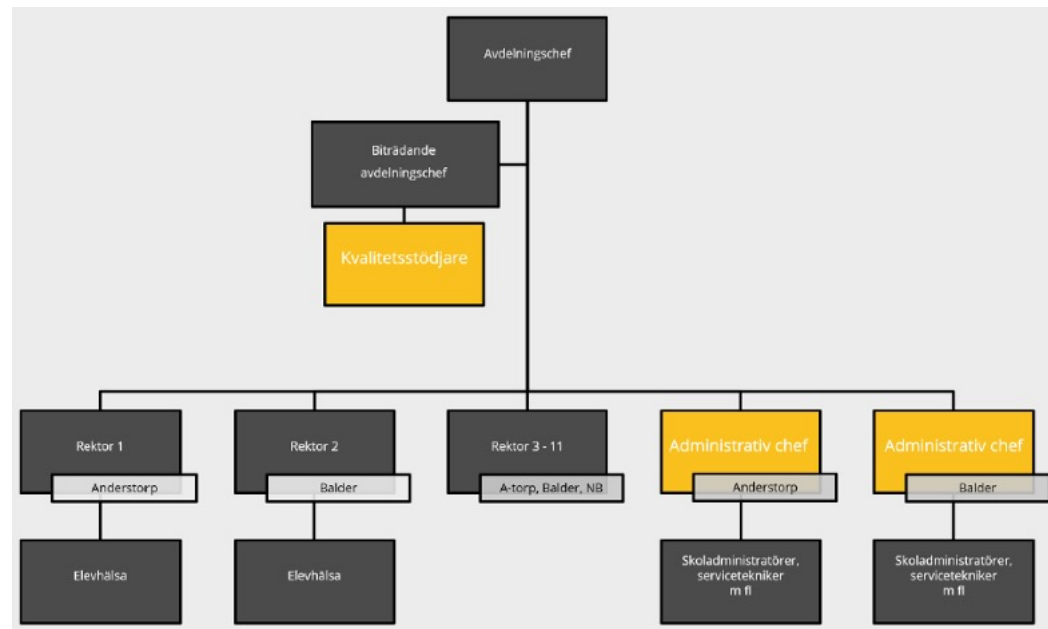 Avdelningschef
Biträdande
avdelningschef
Kvalitetsstödjare
Rektor 1
Anderstorp
Rektor 2
Balder
Rektor 3 - 11
A-torp, Balder, NB
Administrativ chef
Anderstorp
Administrativ chef
Balder
Elevhälsa
Elevhälsa
Skoladministratörer,
servicetekniker
m fl
Skoladministratörer,
servicetekniker
m fl